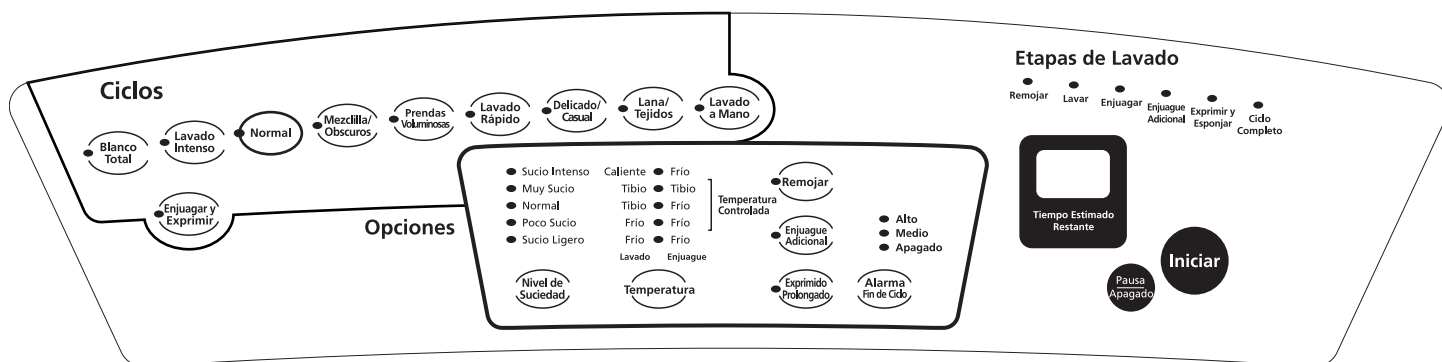 Ciclos
Blanco
Total
Lavado
Intenso
Normal
Mezclilla/
Obscuros
Prendas
Voluminosas
Lavado
Rápido
Delicado/
Casual
Lana/
Tejidos
Lavado
a Mano
Enjuagar y
Exprimir
Opciones
Sucio Intenso
Muy Sucio
Normal
Poco Sucio
Sucio Ligero
Nivel de
Suciedad
Caliente Frío
Tibio Tibio
Tibio Frío
Frío Frío
Frío Frío
Lavado Enjuague
Temperatura
Controlada
Temperatura
Remojar
Enjuague
Adicional
Exprimido
Prolongado
Alto
Medio
Apagado
Alarma
Fin de Ciclo
Etapas de Lavado
Remojar
Lavar
Enjuagar
Enjuague
Adicional
Exprimir y
Esponjar
Ciclo
Completo
Tiempo Estimado
Restante
Pausa
Apagado
Iniciar